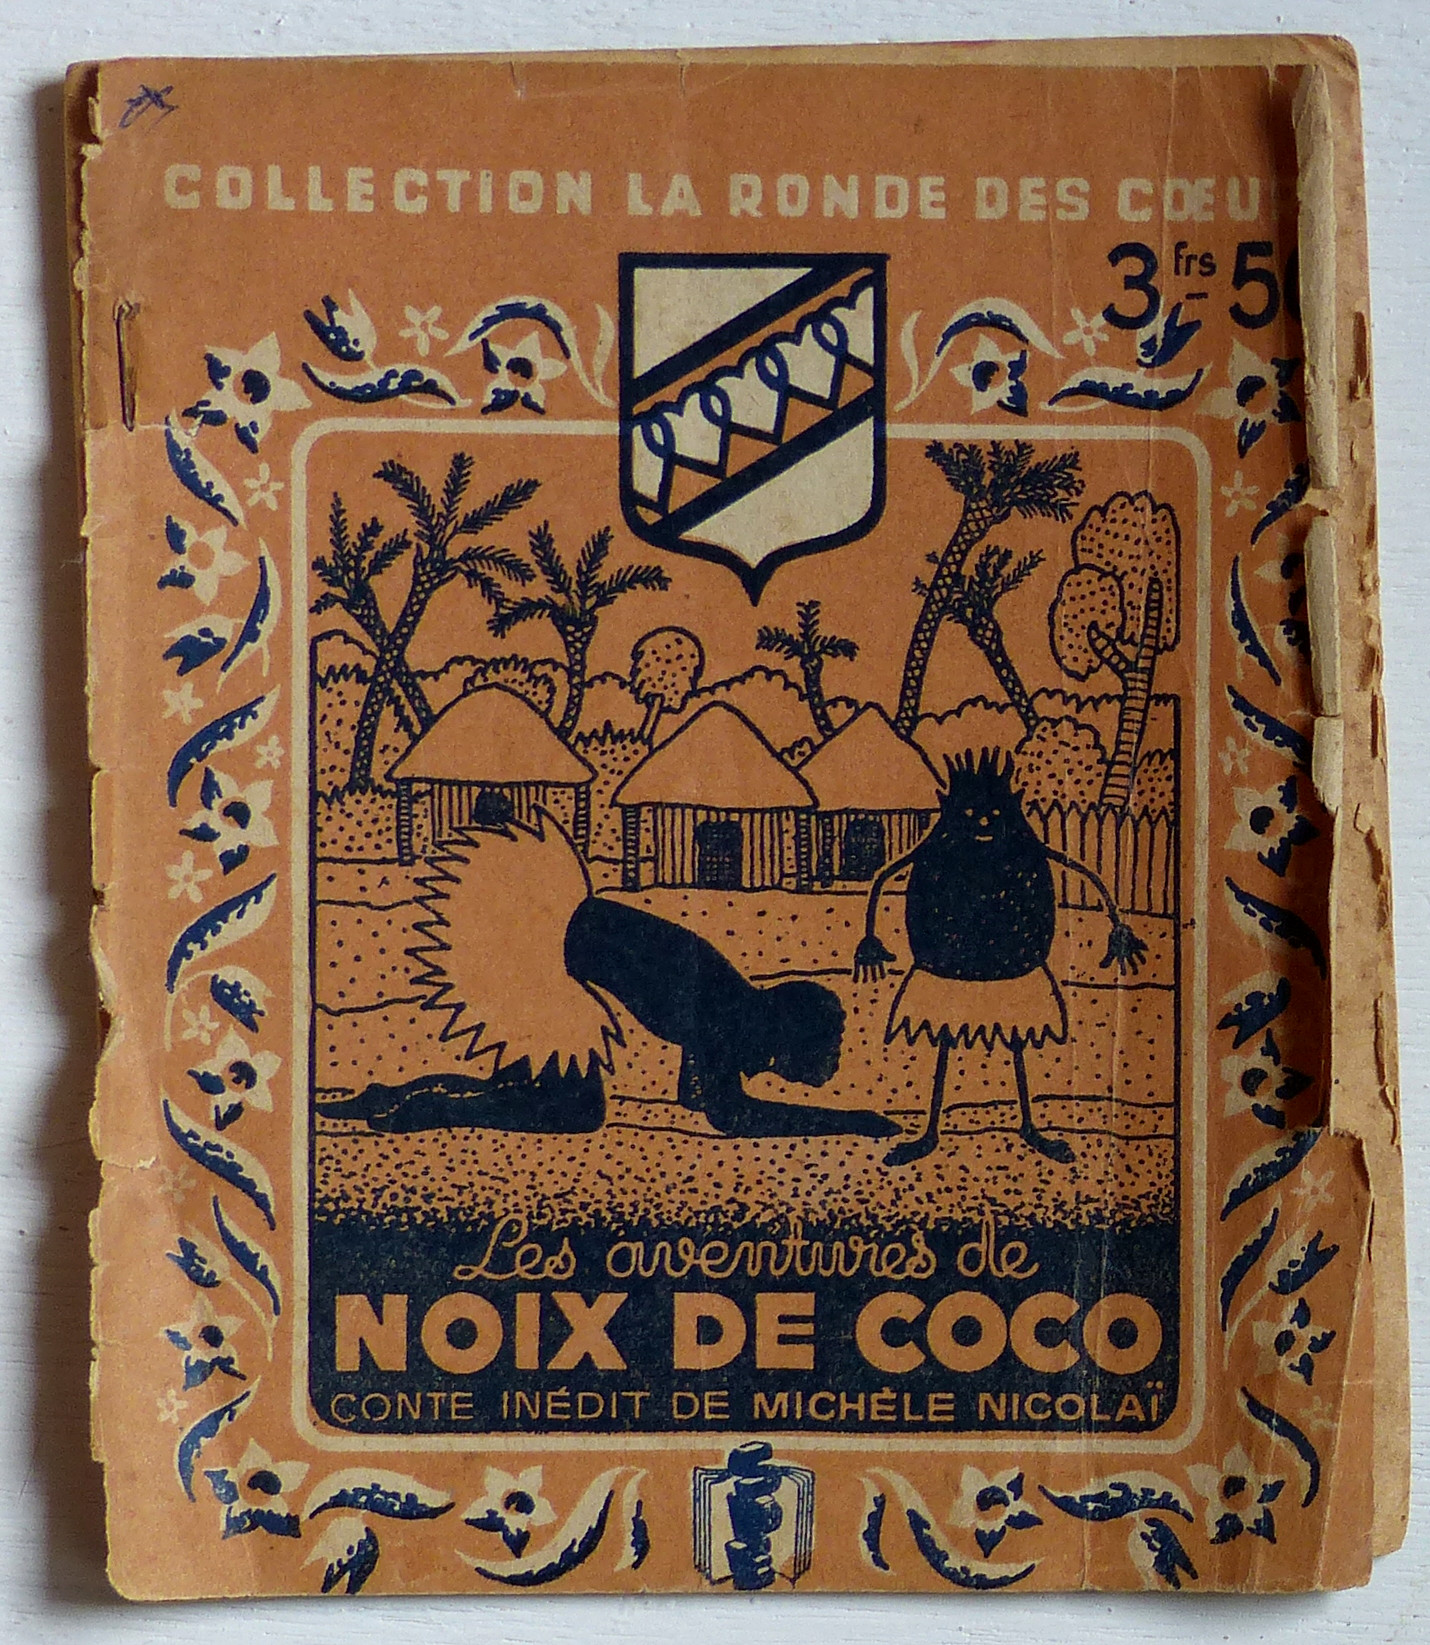 COLLECTION LA RONDE DES CŒU
3 frs - 5
Les aventures de
NOIX DE COCO
CONTE INÉDIT DE MICHÈLE NICOLAÏ